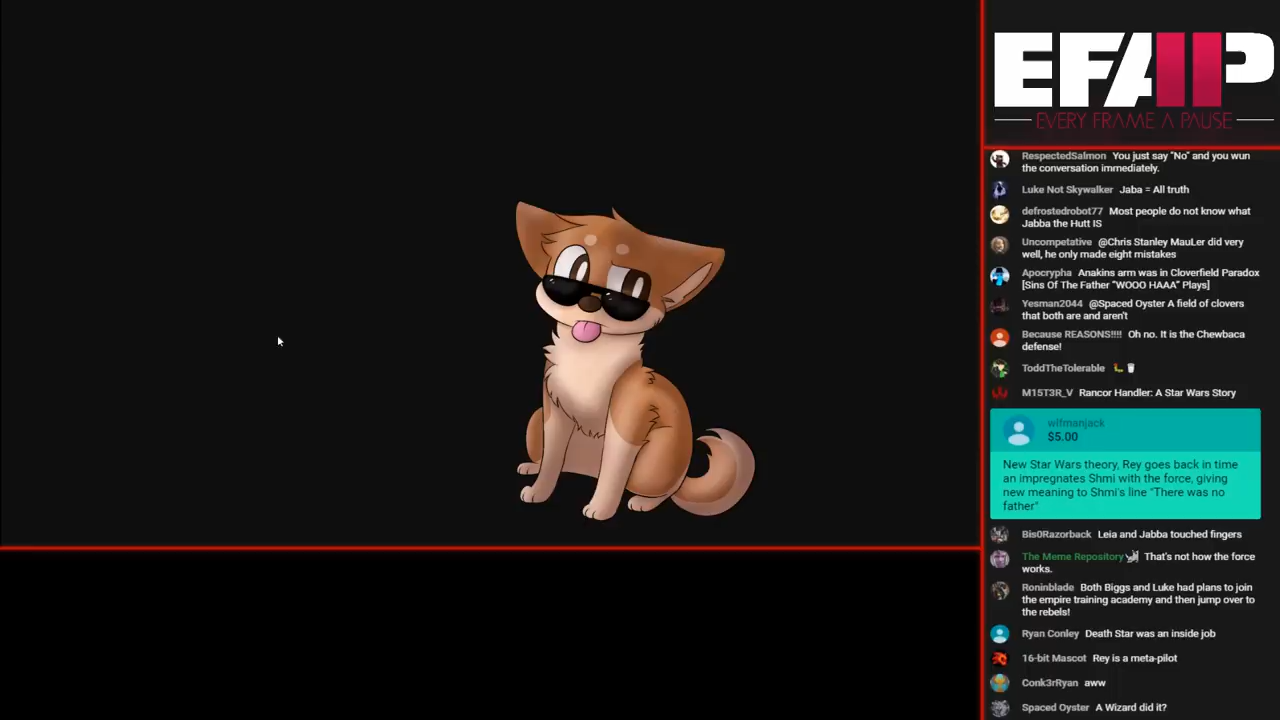 EFAP
EVERY FRAME A PAUSE
RespectedSalmon You just say "No" and you wun
the conversation immediately.
Luke Not Skywalker Jaba = All truth
defrostedrobot77 Most people do not know what
Jabba the Hutt IS
Uncompetative @Chris Stanley MauLer did very
well, he only made eight mistakes
Apocrypha Anakins arm was in Cloverfield Paradox
[Sins Of The Father "WOOO HAAA" Plays]
Yesman2044 @Spaced Oyster A field of clovers
that both are and aren't
Because REASONS!!!! Oh no. It is the Chewbaca
defense!
ToddTheTolerable
M15T3R_V Rancor Handler: A Star Wars Story
wlfmanjack
$5.00
New Star Wars theory, Rey goes back in time
an impregnates Shmi with the force, giving
new meaning to Shmi's line "There was no
father"
Bis0Razorback Leia and Jabba touched fingers
The Meme Repository That's not how the force
works.
Roninblade Both Biggs and Luke had plans to join
the empire training academy and then jump over to
the rebels!
Ryan Conley Death Star was an inside job
16-bit Mascot Rey is a meta-pilot
Conk3rRyan aww
Spaced Oyster A Wizard did it?